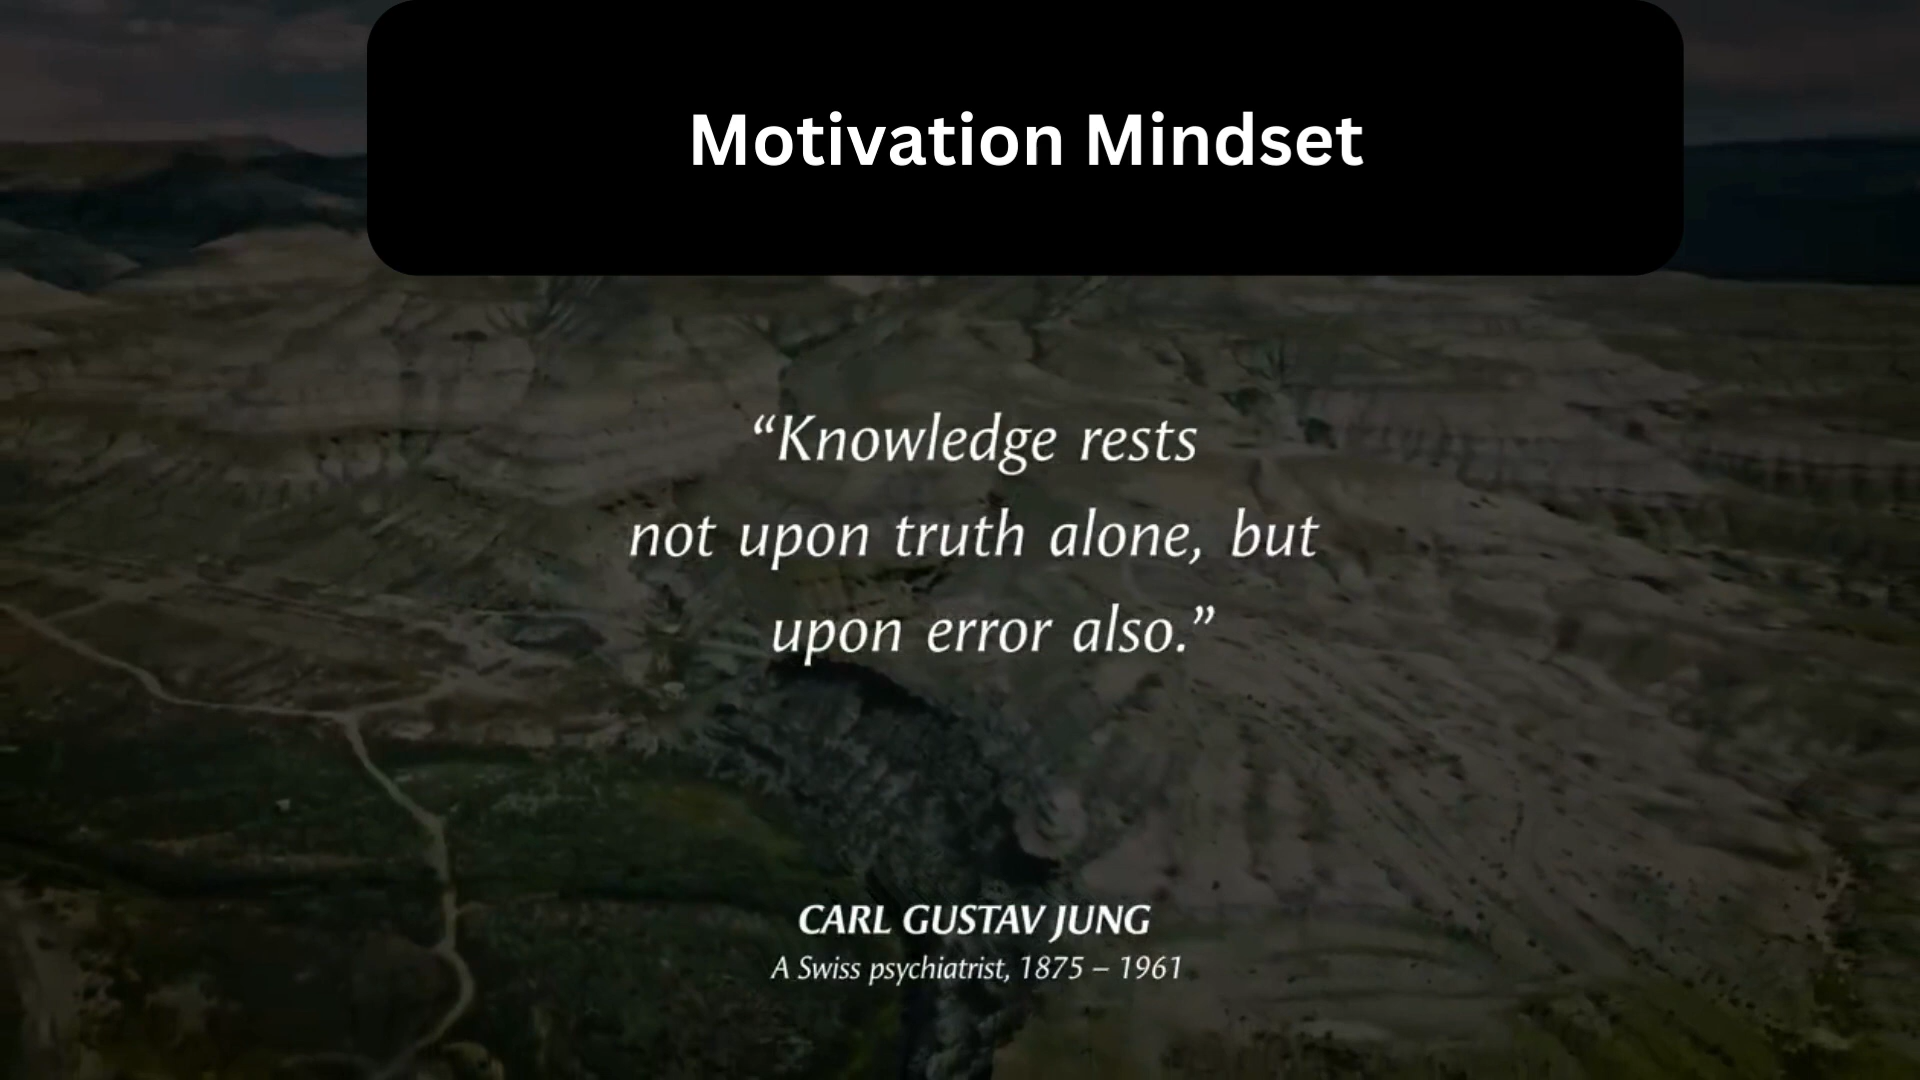 Motivation Mindset
“Knowledge rests
not upon truth alone, but
upon error also.”
CARL GUSTAV JUNG
A Swiss psychiatrist, 1875 – 1961